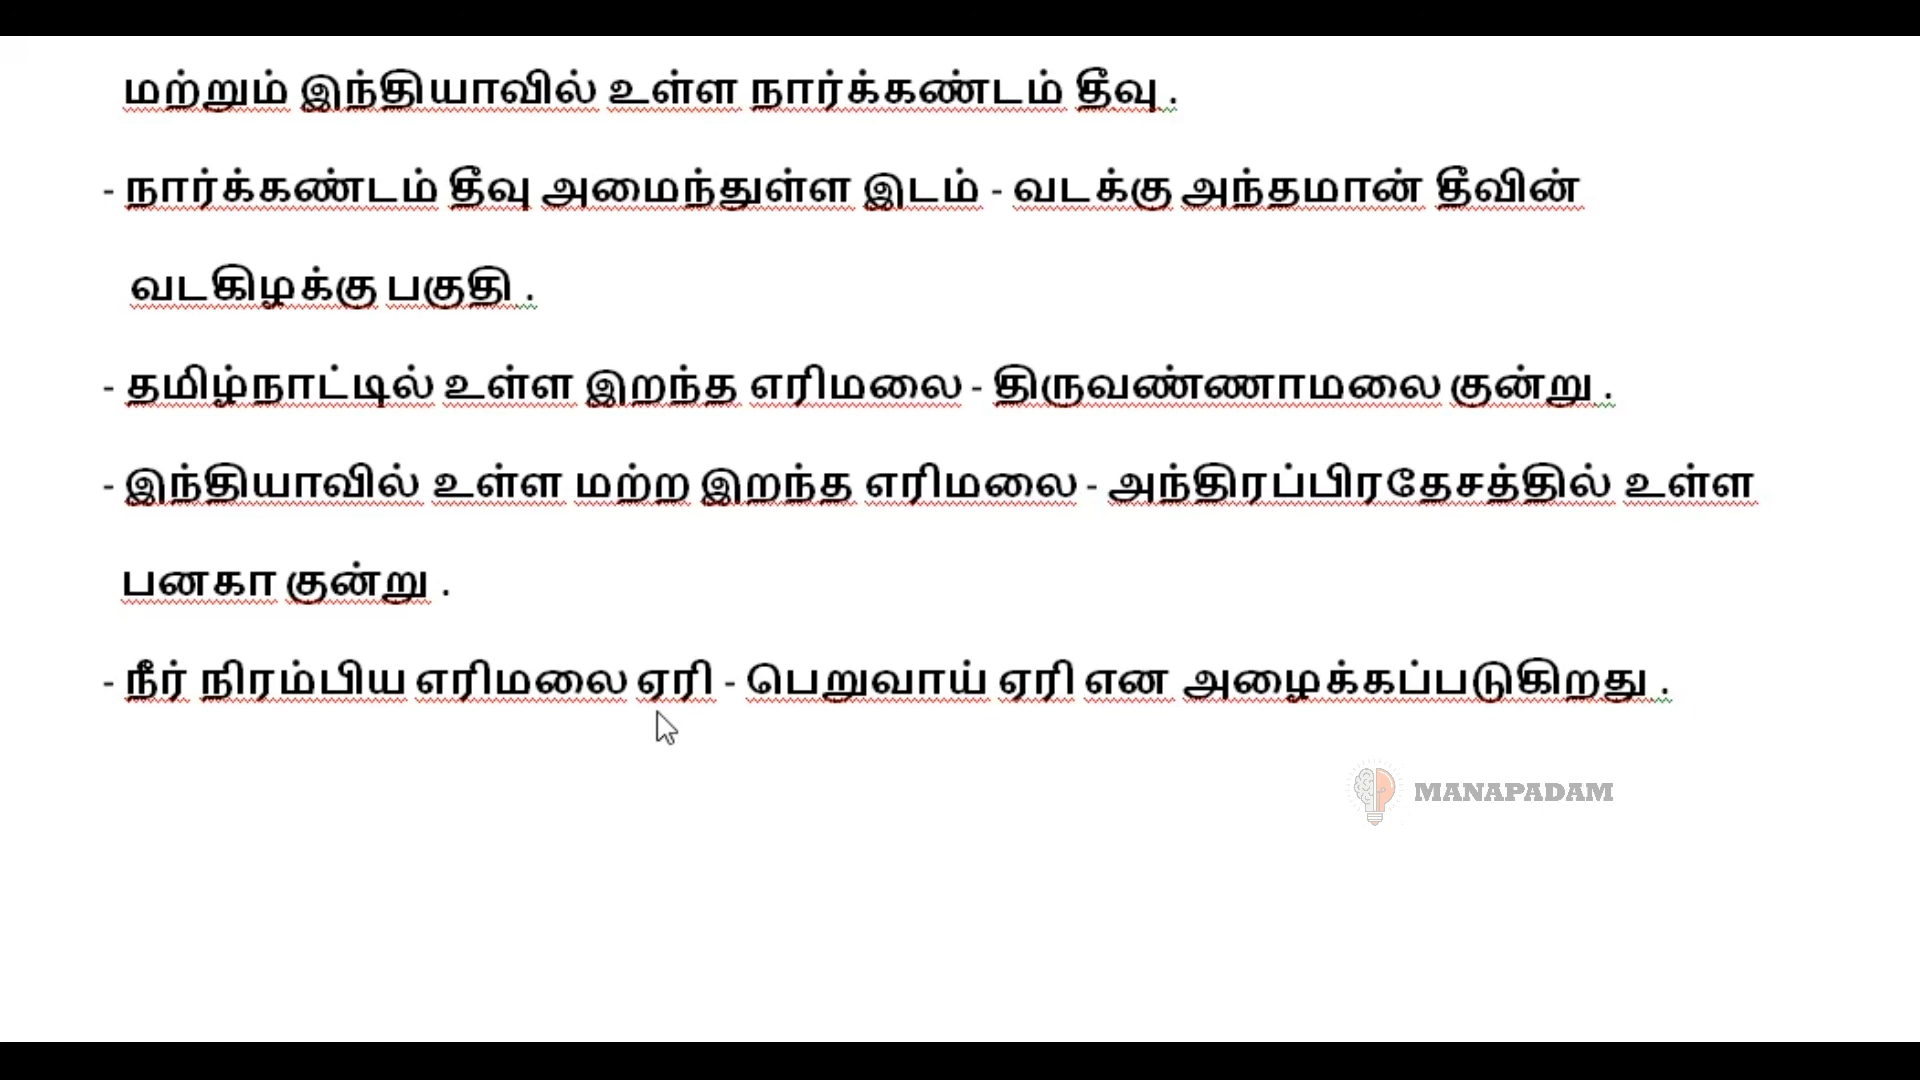 மற்றும் இந்தியாவில் உள்ள நார்க்கண்டம் தீவு .
- நார்க்கண்டம் தீவு அமைந்துள்ள இடம் - வடக்கு அந்தமான் தீவின்
வடகிழக்கு பகுதி .
- தமிழ்நாட்டில் உள்ள இறந்த எரிமலை - திருவண்ணாமலை குன்று .
- இந்தியாவில் உள்ள மற்ற இறந்த எரிமலை - அந்திரப்பிரதேசத்தில் உள்ள
பனகா குன்று .
- நீர் நிரம்பிய எரிமலை ஏரி - பெறுவாய் ஏரி என அழைக்கப்படுகிறது .
MANAPADAM